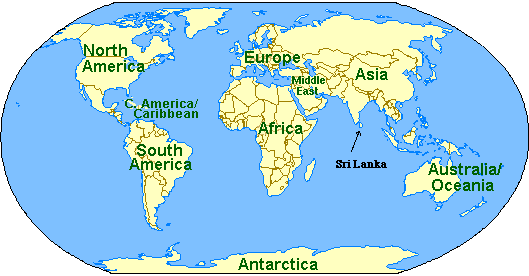 North
America
Europe
Middle
East
Asia
C. America/
Caribbean
Africa
South
America
Sri Lanka
Australia/
Oceania
Antarctica